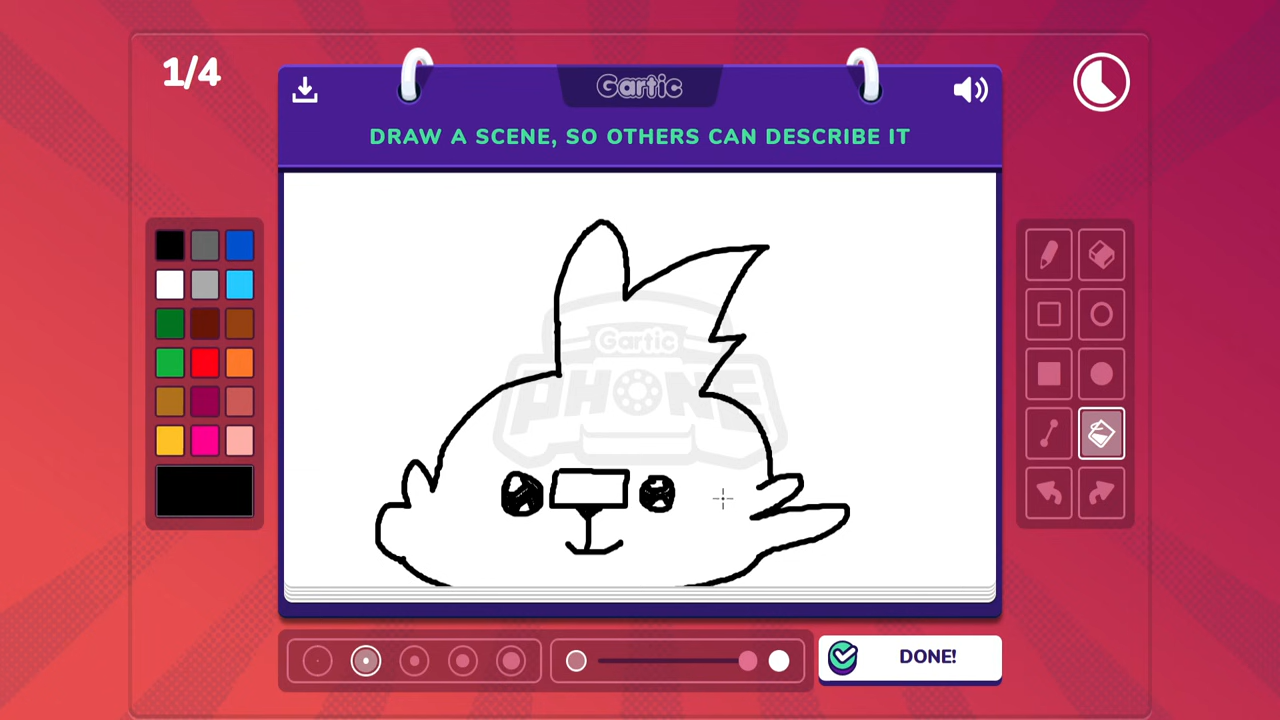 1/4
Gartic
DRAW A SCENE, SO OTHERS CAN DESCRIBE IT
Gartic
PHONE
DONE!